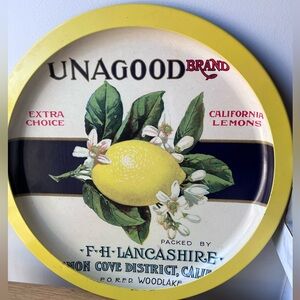 UNAGOOD BRAND
EXTRA
CHOICE
CALIFORNIA
LEMONS
PACKED BY
F·H·LANCASHIRE
COVE DISTRICT,
WOODLAKE